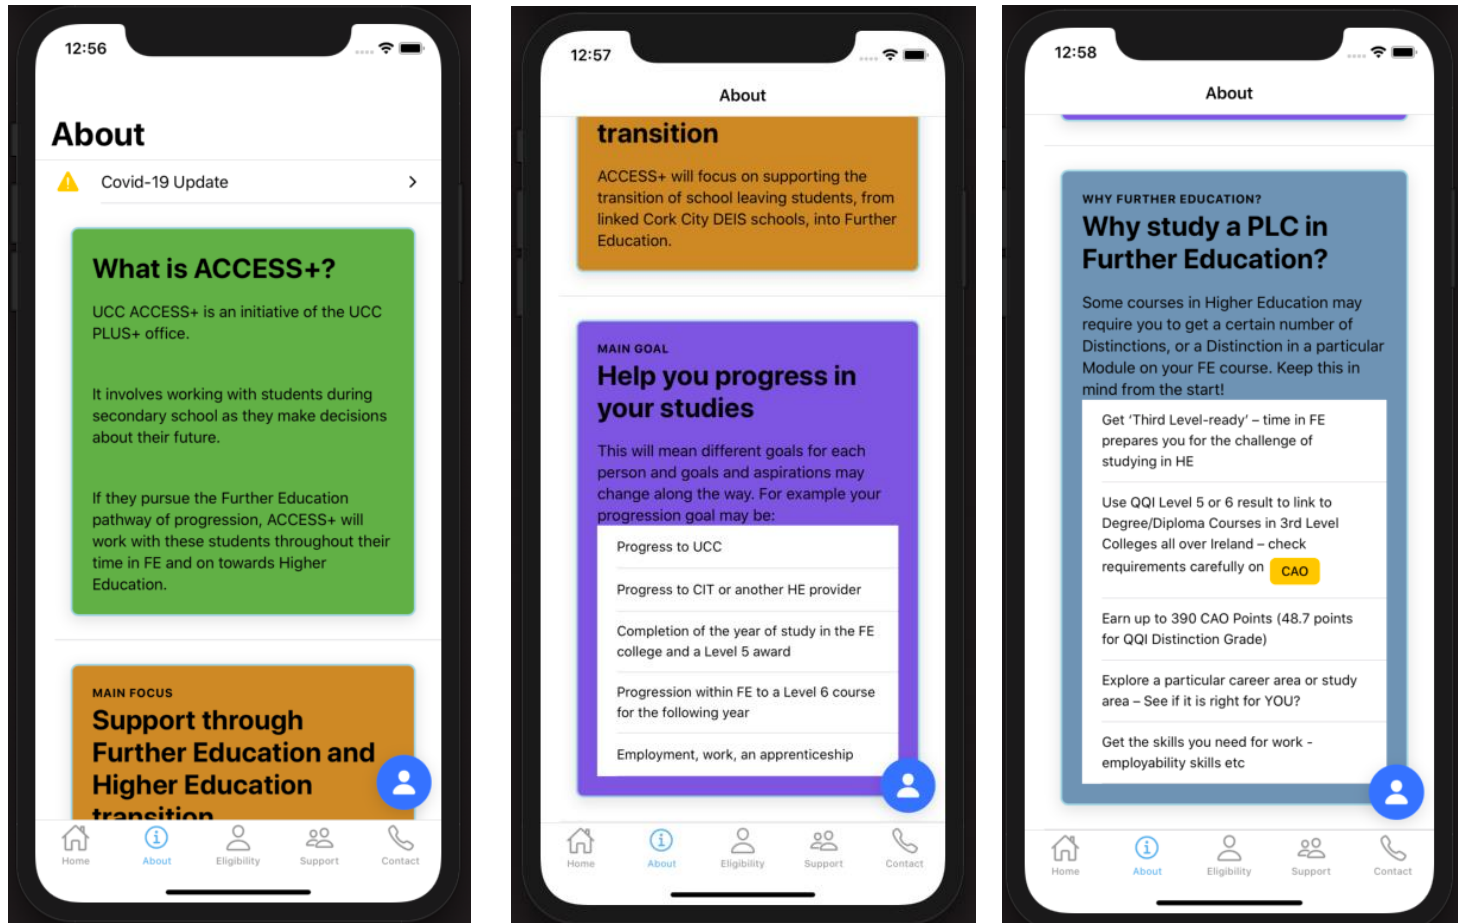 12:56
About
Covid-19 Update
What is ACCESS+?
UCC ACCESS+ is an initiative of the UCC
PLUS+ office.
It involves working with students during
secondary school as they make decisions
about their future.
If they pursue the Further Education
pathway of progression, ACCESS+ will
work with these students throughout their
time in FE and on towards Higher
Education.
MAIN FOCUS
Support through
Further Education and
Higher Education
transition
Home
About
Eligibility
Support
Contact
12:57
About
transition
ACCESS+ will focus on supporting the
transition of school leaving students, from
linked Cork City DEIS schools, into Further
Education.
MAIN GOAL
Help you progress in
your studies
This will mean different goals for each
person and goals and aspirations may
change along the way. For example your
progression goal may be:
Progress to UCC
Progress to CIT or another HE provider
Completion of the year of study in the FE
college and a Level 5 award
Progression within FE to a Level 6 course
for the following year
Employment, work, an apprenticeship
Home
About
Eligibility
Support
Contact
12:58
About
WHY FURTHER EDUCATION?
Why study a PLC in
Further Education?
Some courses in Higher Education may
require you to get a certain number of
Distinctions, or a Distinction in a particular
Module on your FE course. Keep this in
mind from the start!
Get ‘Third Level-ready’ – time in FE
prepares you for the challenge of
studying in HE
Use QQI Level 5 or 6 result to link to
Degree/Diploma Courses in 3rd Level
Colleges all over Ireland – check
requirements carefully on CAO
Earn up to 390 CAO Points (48.7 points
for QQI Distinction Grade)
Explore a particular career area or study
area – See if it is right for YOU?
Get the skills you need for work -
employability skills etc
Home
About
Eligibility
Support
Contact